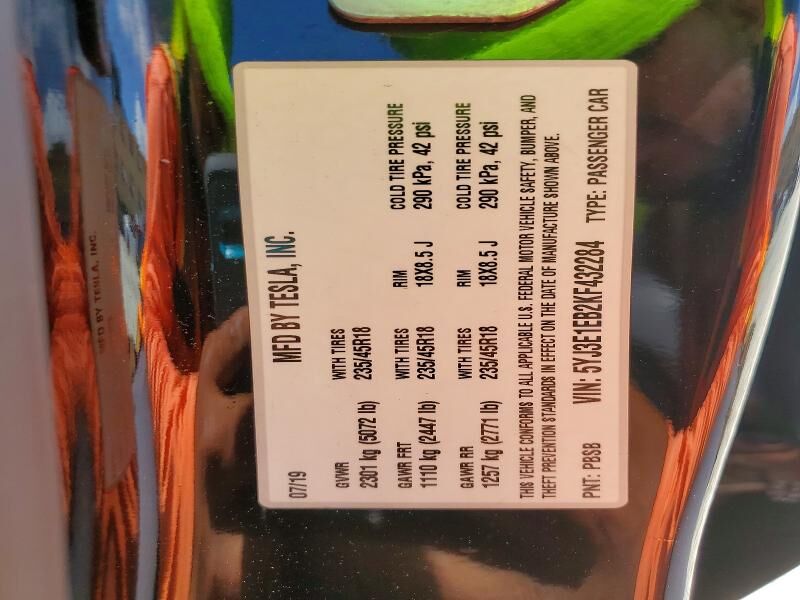 MFD BY TESLA, INC.
07/19
GVWR WITH TIRES
2301 kg (5072 lb) 235/45R18
GAWR FRT WITH TIRES RIM COLD TIRE PRESSURE
1110 kg (2447 lb) 235/45R18 18X8.5 J 290 kPa, 42 psi
GAWR RR WITH TIRES RIM COLD TIRE PRESSURE
1257 kg (2771 lb) 235/45R18 18X8.5 J 290 kPa, 42 psi
THIS VEHICLE CONFORMS TO ALL APPLICABLE U.S. FEDERAL MOTOR VEHICLE SAFETY, BUMPER, AND
THEFT PREVENTION STANDARDS IN EFFECT ON THE DATE OF MANUFACTURE SHOWN ABOVE.
PNT: PBSB VIN: 5YJ3E1EB2KF432284 TYPE: PASSENGER CAR
MFD BY TESLA, INC.